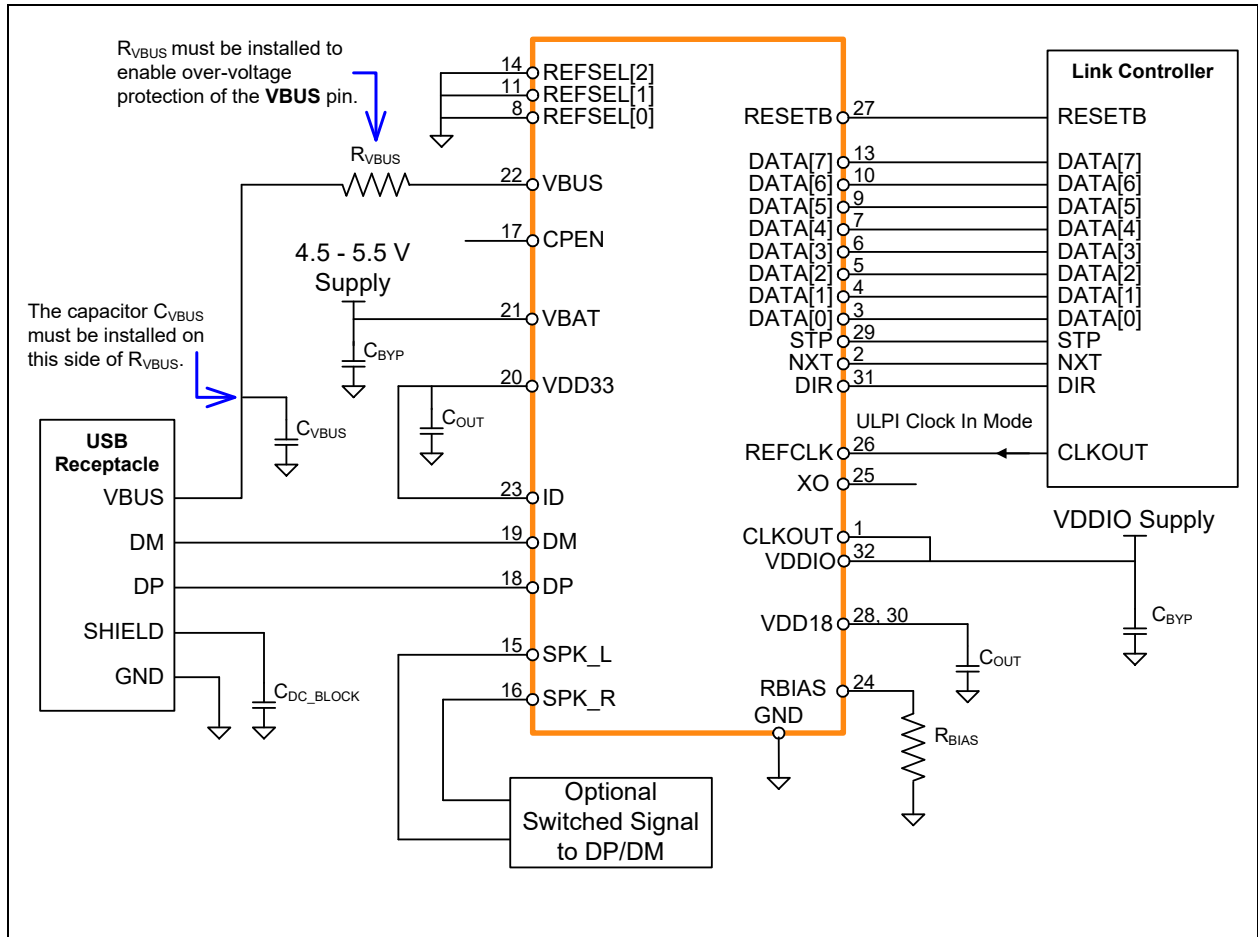 RVBUS must be installed to
enable over-voltage
protection of the VBUS pin.
RVBUS
4.5 - 5.5 V
Supply
The capacitor CVBUS
must be installed on
this side of RVBUS.
CBYP
COUT
CVBUS
USB
Receptacle
VBUS
DM
DP
SHIELD
GND
CDC_BLOCK
14 REFSEL[2]
11 REFSEL[1]
8 REFSEL[0]
22 VBUS
17 CPEN
21 VBAT
20 VDD33
23 ID
19 DM
18 DP
15 SPK_L
16 SPK_R
Optional
Switched Signal
to DP/DM
RESETB 27
DATA[7] 13
DATA[6] 10
DATA[5] 9
DATA[4] 7
DATA[3] 6
DATA[2] 5
DATA[1] 4
DATA[0] 3
STP 29
NXT 2
DIR 31
ULPI Clock In Mode
REFCLK 26
XO 25
CLKOUT 1
VDDIO 32
VDD18 28, 30
RBIAS 24
GND
COUT
RBIAS
Link Controller
RESETB
DATA[7]
DATA[6]
DATA[5]
DATA[4]
DATA[3]
DATA[2]
DATA[1]
DATA[0]
STP
NXT
DIR
CLKOUT
VDDIO Supply
CBYP